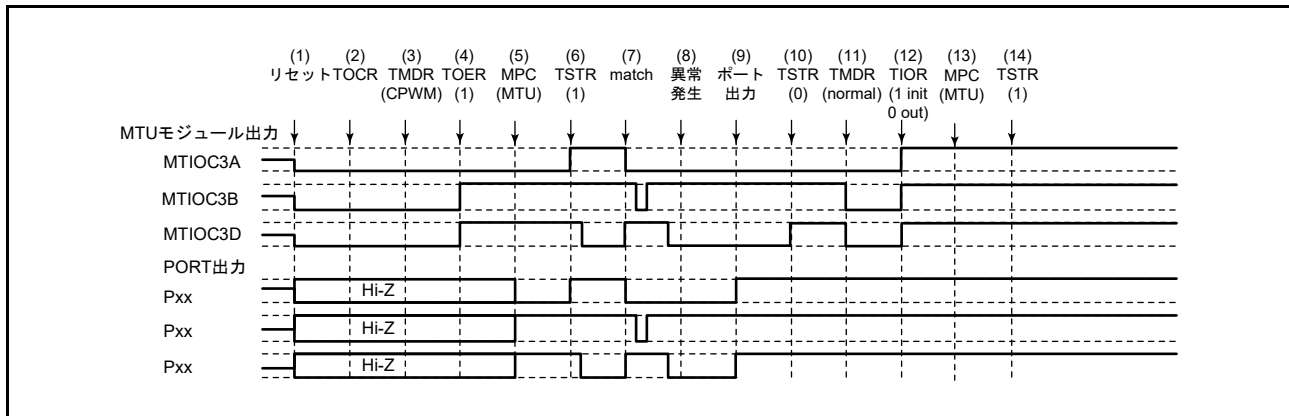 (1) (2) (3) (4) (5) (6) (7) (8) (9) (10) (11) (12) (13) (14)
リセット TOCR TMDR TOER MPC TSTR match 異常 ポート TSTR TMDR TIOR MPC TSTR
(CPWM) (1) (MTU) (1) 発生 出力 (0) (normal) (1 init (MTU) (1)
0 out)
MTUモジュール出力
MTIOC3A
MTIOC3B
MTIOC3D
PORT出力
Pxx Hi-Z
Pxx Hi-Z
Pxx Hi-Z